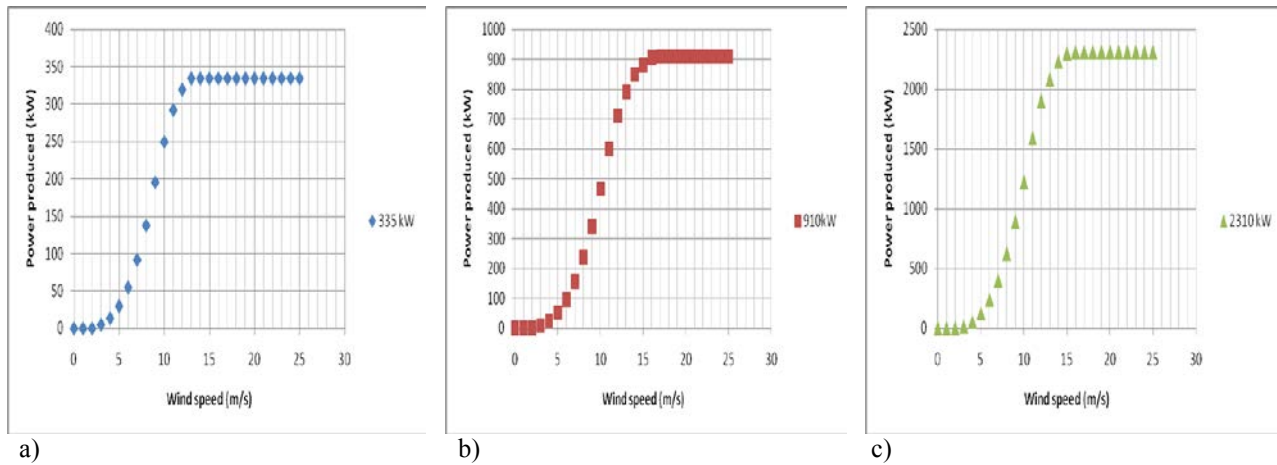 Power produced (kW)
400
350
300
250
200
150
100
50
0
0 5 10 15 20 25 30
Wind speed (m/s)
335 kW
a)
Power produced (kW)
1000
900
800
700
600
500
400
300
200
100
0
0 5 10 15 20 25 30
Wind speed (m/s)
910kW
b)
Power produced (kW)
2500
2000
1500
1000
500
0
0 5 10 15 20 25 30
Wind speed (m/s)
2310 kW
c)